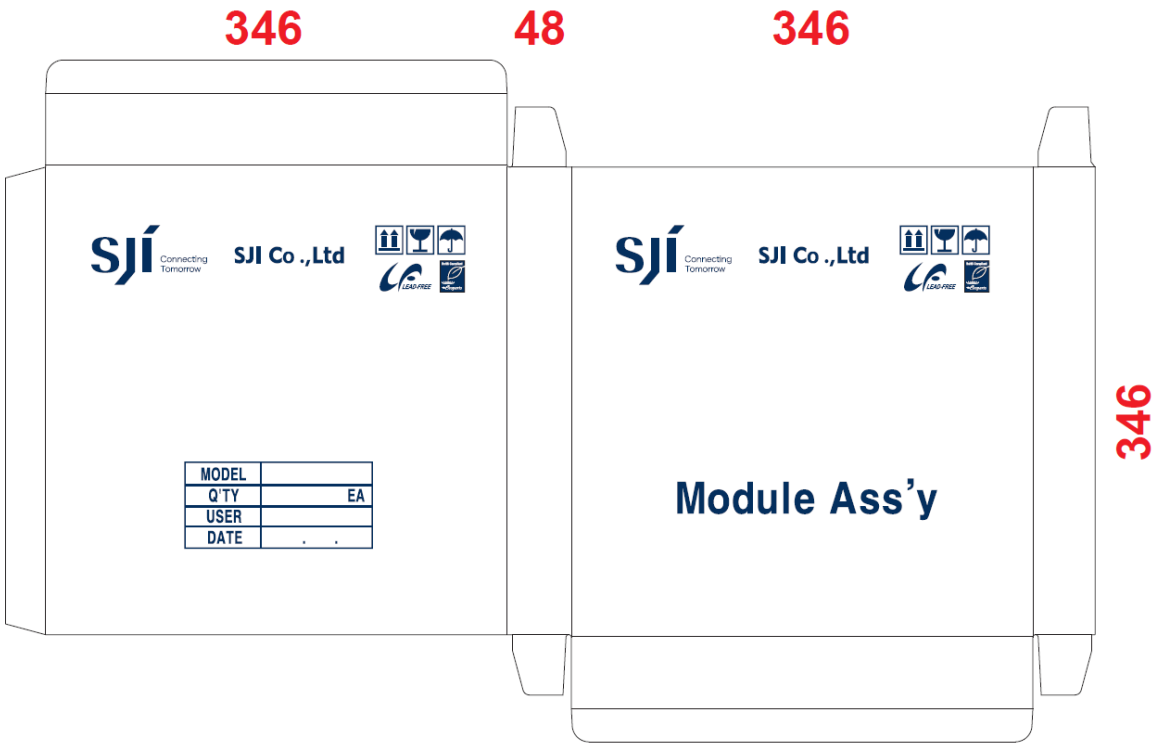 346
48
346
SJI
Connecting
Tomorrow
SJI Co .,Ltd
LEAD-FREE
SJI
Connecting
Tomorrow
SJI Co .,Ltd
LEAD-FREE
346
MODEL
Q'TY EA
USER
DATE . .
Module Ass'y